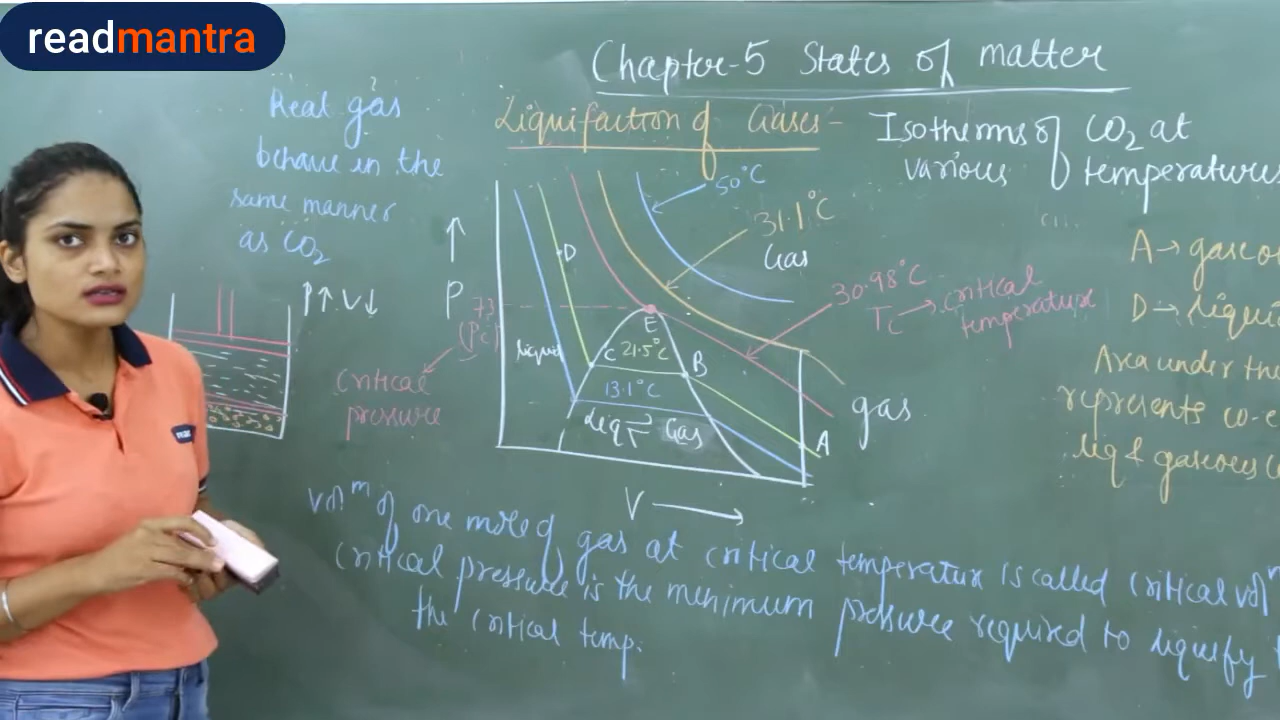 readmantra
Chapter-5 States of matter
Liquifaction of Gases-
Isotherms of CO2 at
various temperatures
Real gas
behave in the
same manner
as CO2
P↑ V↓
P
73
(Pc)
Critical
pressure
50°C
31.1°C
Gas
30.98°C
Tc → critical
temperature
D
E
liquid
C 21.5°C B
13.1°C
Liq ⇌ Gas
gas
A
V
A → gaseo
D → liqui
Area under the
represents co-e
liq & gaseous
Volm of one mole of gas at critical temperature is called critical volm
Critical pressure is the menimum pressure required to liquify
the critical temp.